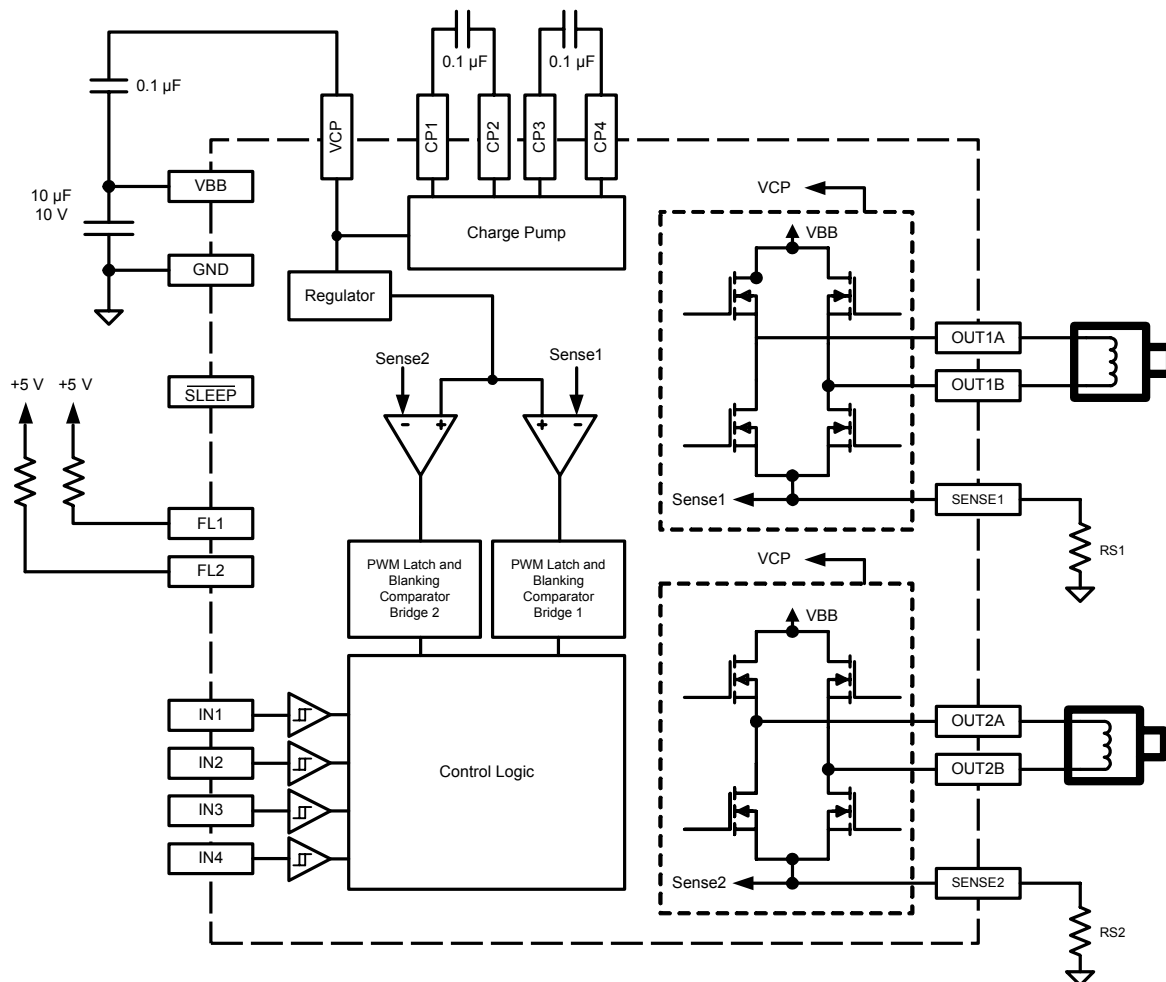 0.1 µF
0.1 µF
0.1 µF
VCP
CP1
CP2
CP3
CP4
VBB
10 µF
10 V
GND
Charge Pump
Regulator
VCP
VBB
OUT1A
OUT1B
Sense2
Sense1
+5 V
+5 V
SLEEP
- +
+ -
Sense1
SENSE1
RS1
FL1
FL2
PWM Latch and
Blanking
Comparator
Bridge 2
PWM Latch and
Blanking
Comparator
Bridge 1
VCP
VBB
IN1
IN2
IN3
IN4
Control Logic
OUT2A
OUT2B
Sense2
SENSE2
RS2